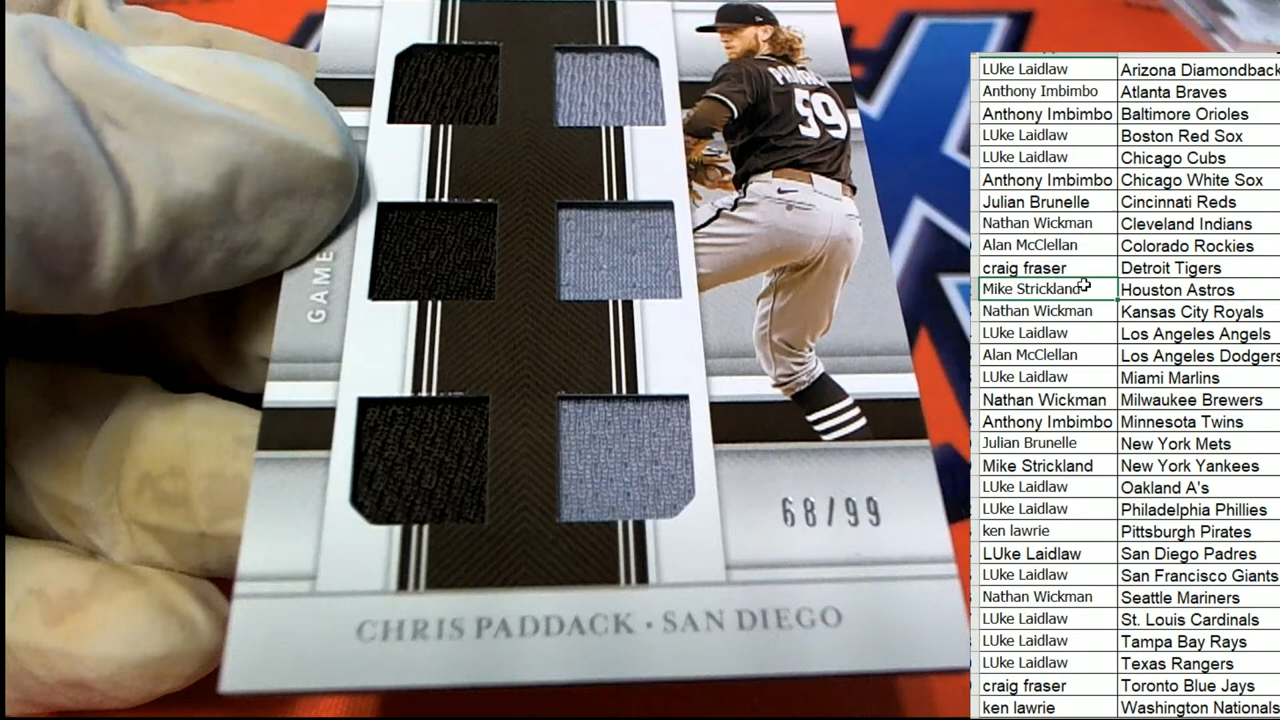 GAME
PADDA
59
68/99
CHRIS PADDACK · SAN DIEGO
LUke Laidlaw Arizona Diamondback
Anthony Imbimbo Atlanta Braves
Anthony Imbimbo Baltimore Orioles
LUke Laidlaw Boston Red Sox
LUke Laidlaw Chicago Cubs
Anthony Imbimbo Chicago White Sox
Julian Brunelle Cincinnati Reds
Nathan Wickman Cleveland Indians
Alan McClellan Colorado Rockies
craig fraser Detroit Tigers
Mike Strickland Houston Astros
Nathan Wickman Kansas City Royals
LUke Laidlaw Los Angeles Angels
Alan McClellan Los Angeles Dodgers
LUke Laidlaw Miami Marlins
Nathan Wickman Milwaukee Brewers
Anthony Imbimbo Minnesota Twins
Julian Brunelle New York Mets
Mike Strickland New York Yankees
LUke Laidlaw Oakland A's
LUke Laidlaw Philadelphia Phillies
ken lawrie Pittsburgh Pirates
LUke Laidlaw San Diego Padres
LUke Laidlaw San Francisco Giants
Nathan Wickman Seattle Mariners
LUke Laidlaw St. Louis Cardinals
LUke Laidlaw Tampa Bay Rays
LUke Laidlaw Texas Rangers
craig fraser Toronto Blue Jays
ken lawrie Washington Nationals